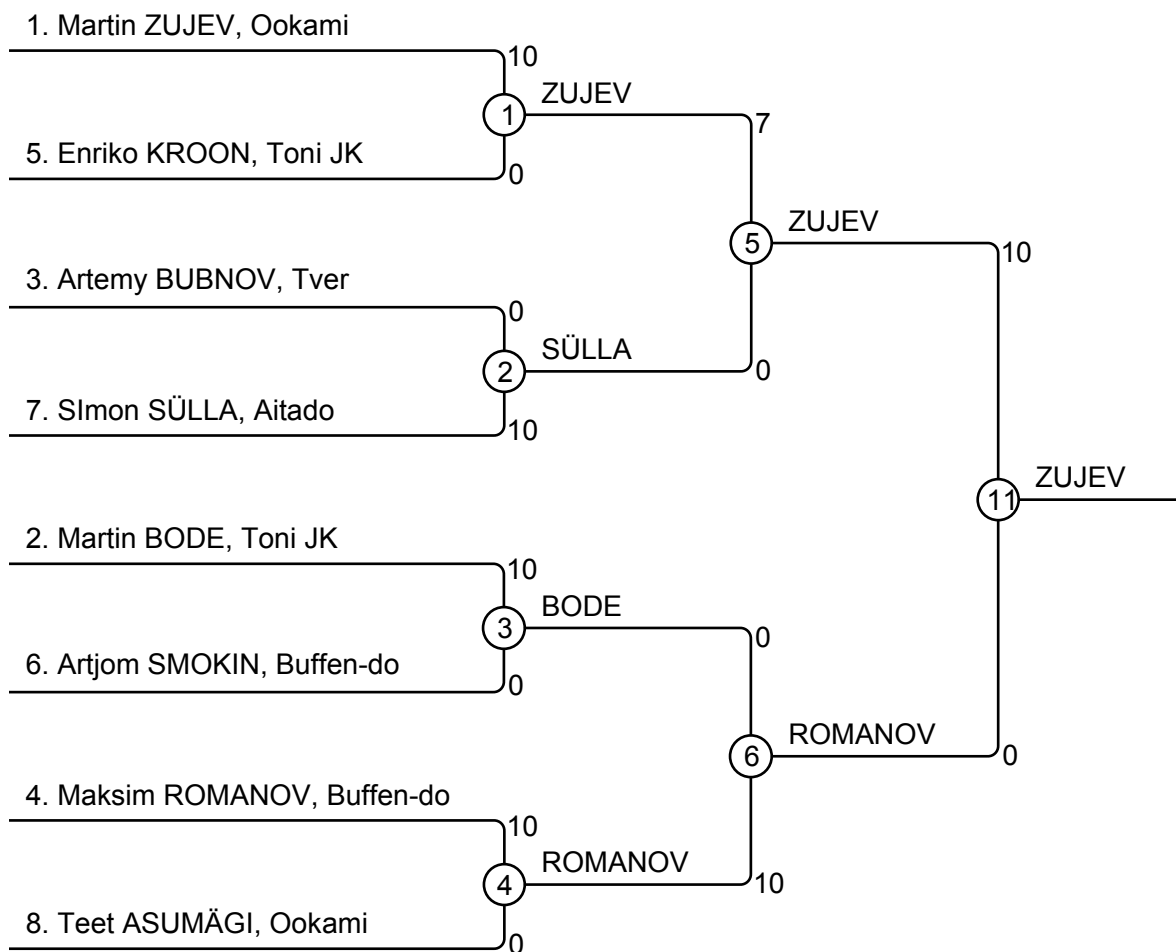 1. Martin ZUJEV, Ookami
10
1
ZUJEV
7
5. Enriko KROON, Toni JK
0
5
ZUJEV
10
3. Artemy BUBNOV, Tver
0
2
SÜLLA
0
7. SImon SÜLLA, Aitado
10
11
ZUJEV
2. Martin BODE, Toni JK
10
3
BODE
0
6. Artjom SMOKIN, Buffen-do
0
6
ROMANOV
0
4. Maksim ROMANOV, Buffen-do
10
4
ROMANOV
10
8. Teet ASUMÄGI, Ookami
0